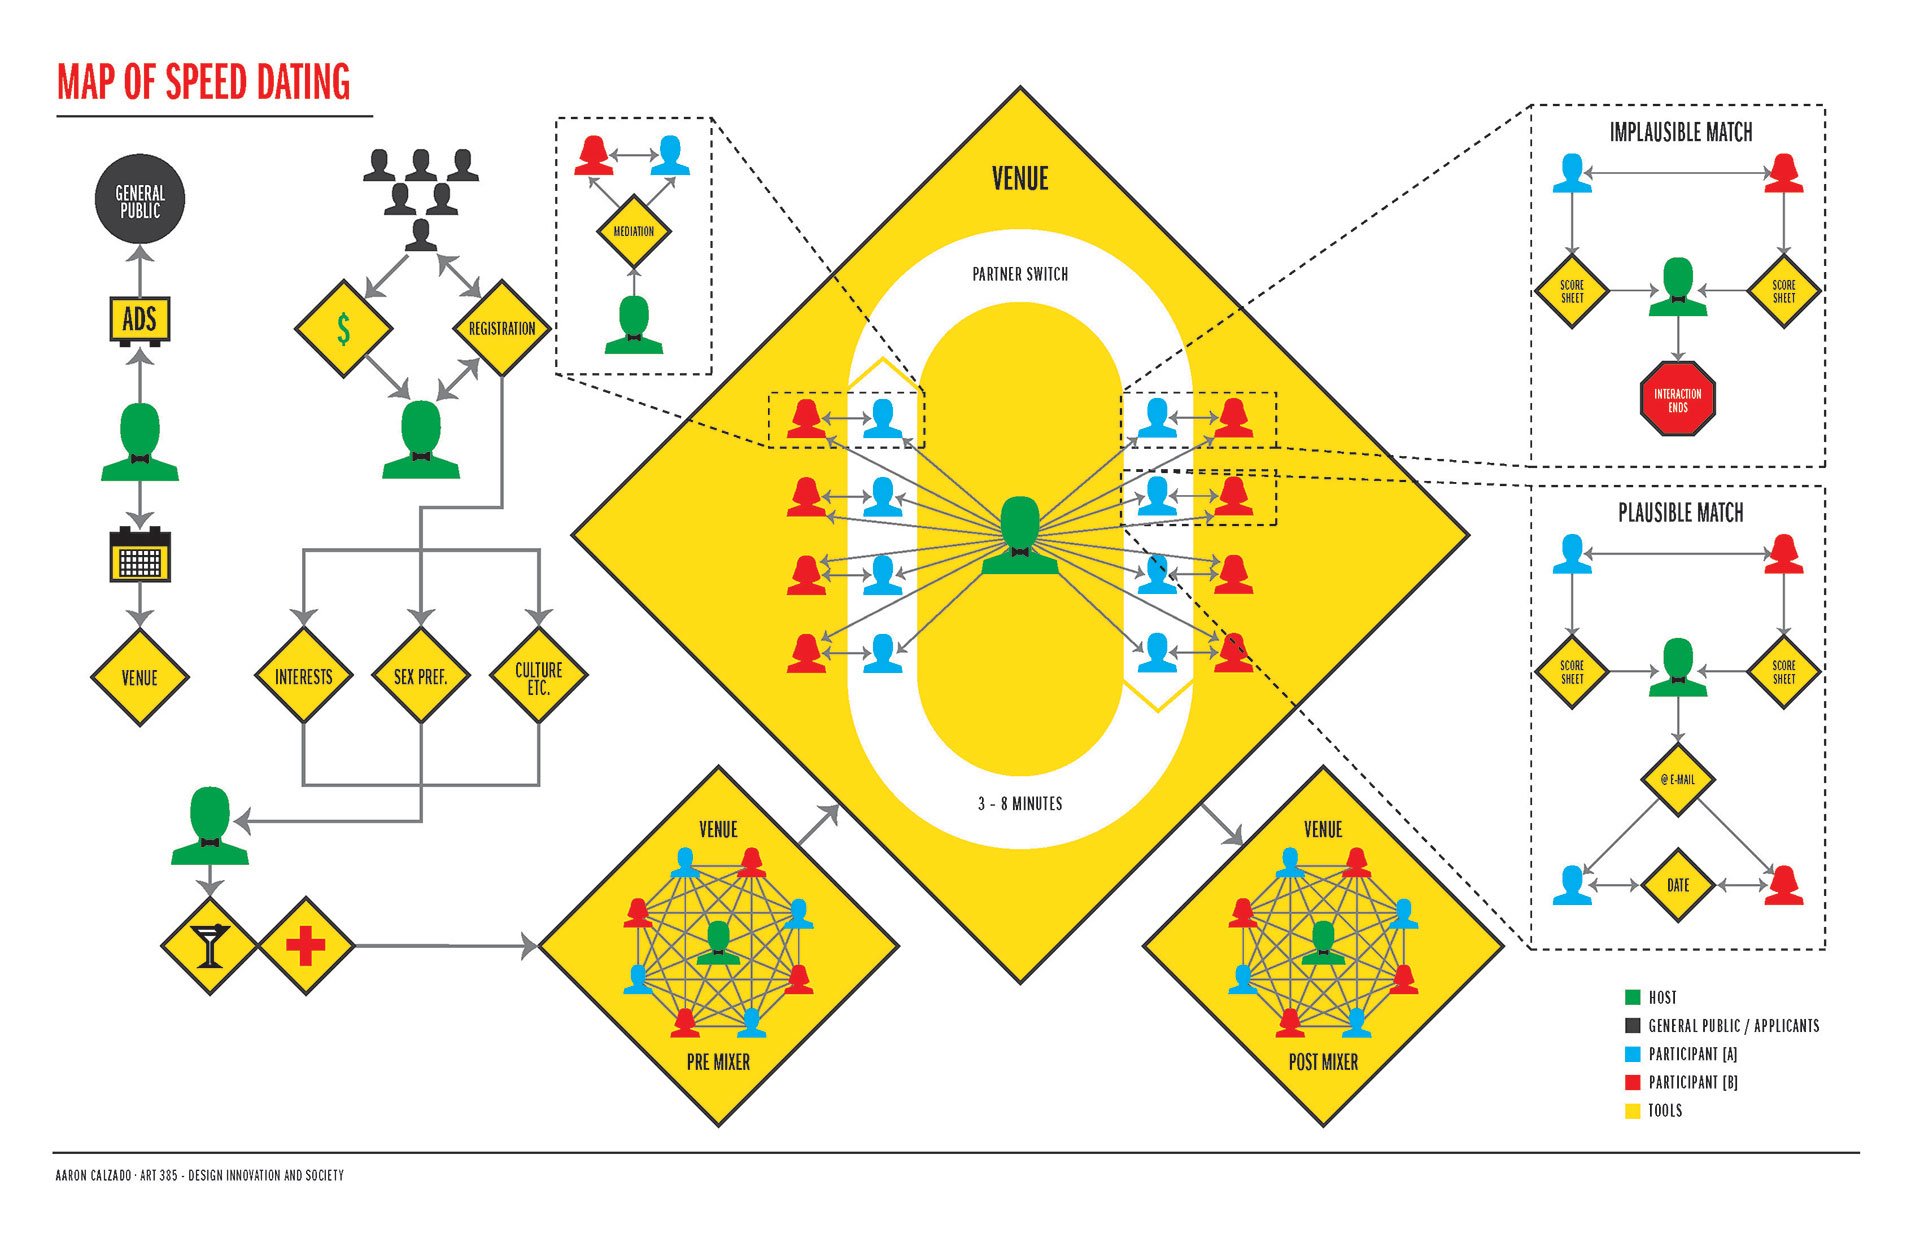 MAP OF SPEED DATING
GENERAL
PUBLIC
ADS
VENUE
$
REGISTRATION
INTERESTS
SEX PREF.
CULTURE
ETC.
MEDIATION
VENUE
PARTNER SWITCH
3 - 8 MINUTES
VENUE
PRE MIXER
VENUE
POST MIXER
IMPLAUSIBLE MATCH
SCORE
SHEET
SCORE
SHEET
INTERACTION
ENDS
PLAUSIBLE MATCH
SCORE
SHEET
SCORE
SHEET
@ E-MAIL
DATE
HOST
GENERAL PUBLIC / APPLICANTS
PARTICIPANT [A]
PARTICIPANT [B]
TOOLS
AARON CALZADO · ART 385 - DESIGN INNOVATION AND SOCIETY